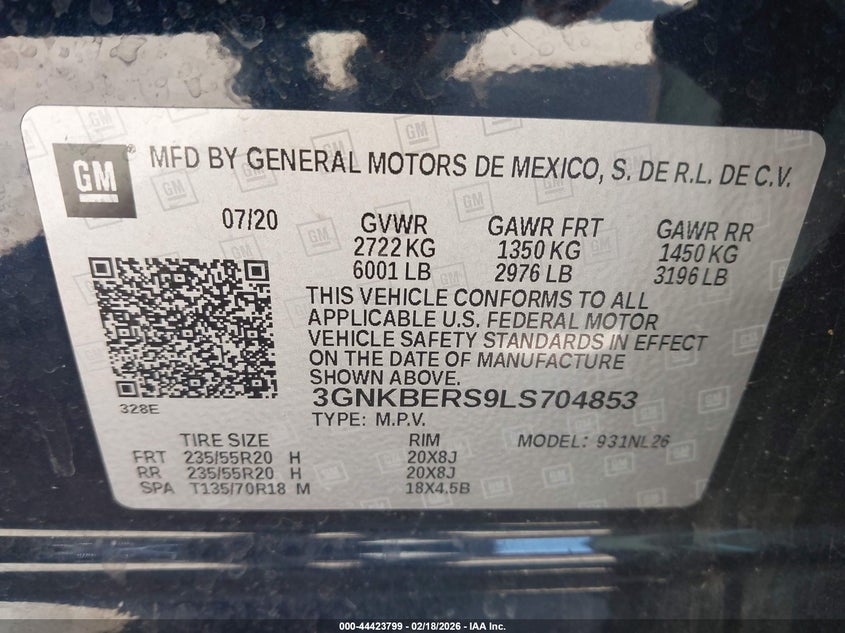 GM
MFD BY GENERAL MOTORS DE MEXICO, S. DE R.L. DE C.V.
07/20 GVWR GAWR FRT GAWR RR
2722 KG 1350 KG 1450 KG
6001 LB 2976 LB 3196 LB
THIS VEHICLE CONFORMS TO ALL
APPLICABLE U.S. FEDERAL MOTOR
VEHICLE SAFETY STANDARDS IN EFFECT
ON THE DATE OF MANUFACTURE
SHOWN ABOVE.
328E
3GNKBERS9LS704853
TYPE: M.P.V.
TIRE SIZE RIM MODEL: 931NL26
FRT 235/55R20 H 20X8J
RR 235/55R20 H 20X8J
SPA T135/70R18 M 18X4.5B
000-44423799 - 02/18/2026 - IAA Inc.